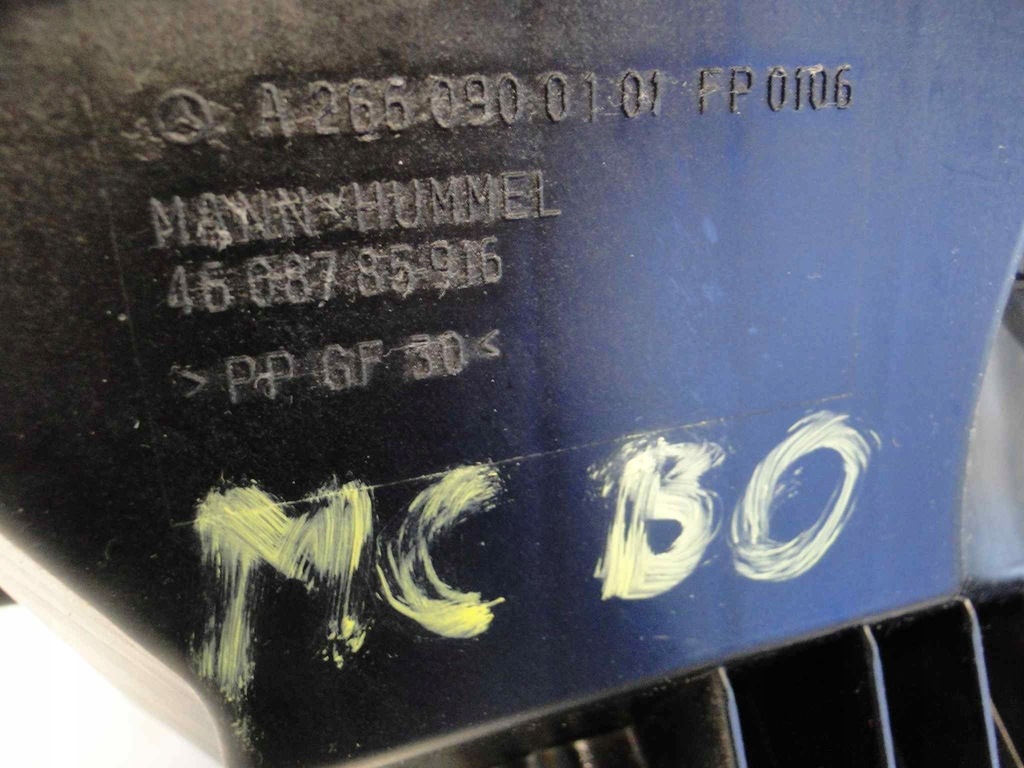 A 266 090 01 01 FP 0106
MANN+HUMMEL
46 087 85 916
>PP GF 30<
MC BO